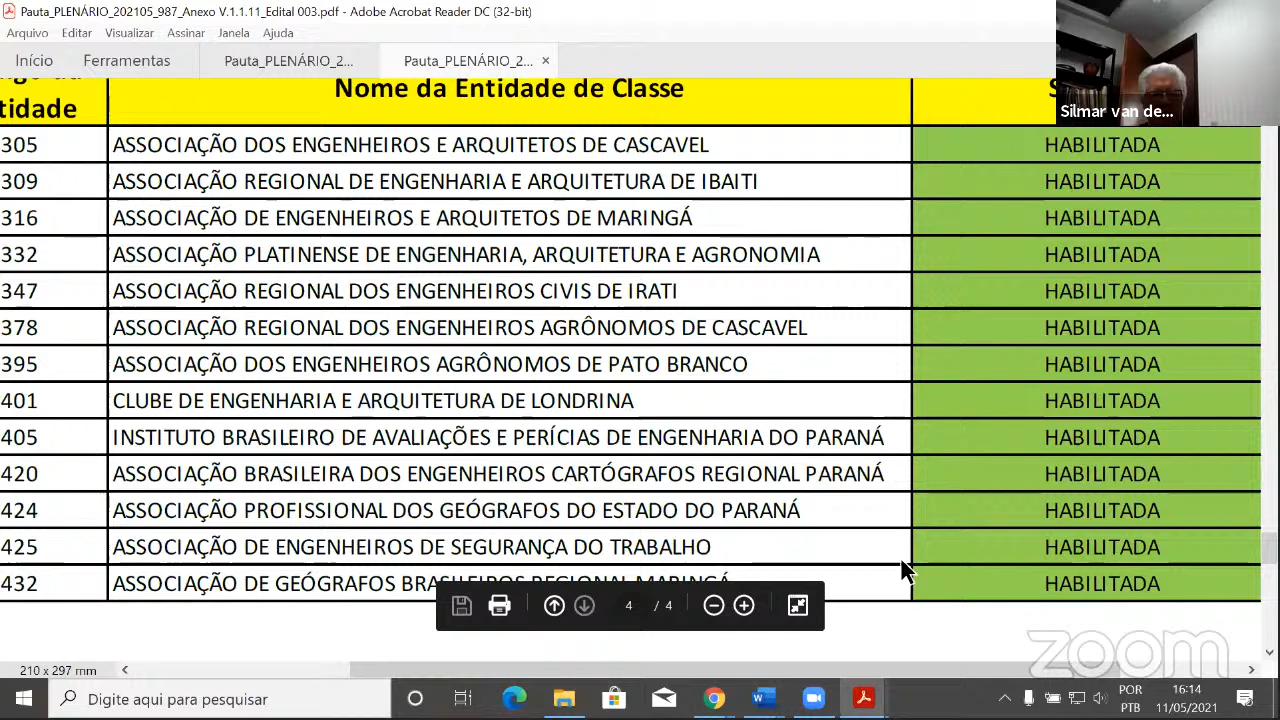 Pauta_PLENÁRIO_202105_987_Anexo V.1.1.11_Edital 003.pdf - Adobe Acrobat Reader DC (32-bit)
Arquivo Editar Visualizar Assinar Janela Ajuda
Início Ferramentas Pauta_PLENÁRIO_2... Pauta_PLENÁRIO_2... ×
Silmar van de...
tidade Nome da Entidade de Classe
305 ASSOCIAÇÃO DOS ENGENHEIROS E ARQUITETOS DE CASCAVEL HABILITADA
309 ASSOCIAÇÃO REGIONAL DE ENGENHARIA E ARQUITETURA DE IBAITI HABILITADA
316 ASSOCIAÇÃO DE ENGENHEIROS E ARQUITETOS DE MARINGÁ HABILITADA
332 ASSOCIAÇÃO PLATINENSE DE ENGENHARIA, ARQUITETURA E AGRONOMIA HABILITADA
347 ASSOCIAÇÃO REGIONAL DOS ENGENHEIROS CIVIS DE IRATI HABILITADA
378 ASSOCIAÇÃO REGIONAL DOS ENGENHEIROS AGRÔNOMOS DE CASCAVEL HABILITADA
395 ASSOCIAÇÃO DOS ENGENHEIROS AGRÔNOMOS DE PATO BRANCO HABILITADA
401 CLUBE DE ENGENHARIA E ARQUITETURA DE LONDRINA HABILITADA
405 INSTITUTO BRASILEIRO DE AVALIAÇÕES E PERÍCIAS DE ENGENHARIA DO PARANÁ HABILITADA
420 ASSOCIAÇÃO BRASILEIRA DOS ENGENHEIROS CARTÓGRAFOS REGIONAL PARANÁ HABILITADA
424 ASSOCIAÇÃO PROFISSIONAL DOS GEÓGRAFOS DO ESTADO DO PARANÁ HABILITADA
425 ASSOCIAÇÃO DE ENGENHEIROS DE SEGURANÇA DO TRABALHO HABILITADA
432 ASSOCIAÇÃO DE GEÓGRAFOS BRASILEIROS REGIONAL MARINGÁ HABILITADA
4 / 4
zoom
210 x 297 mm
Digite aqui para pesquisar
POR 16:14
PTB 11/05/2021